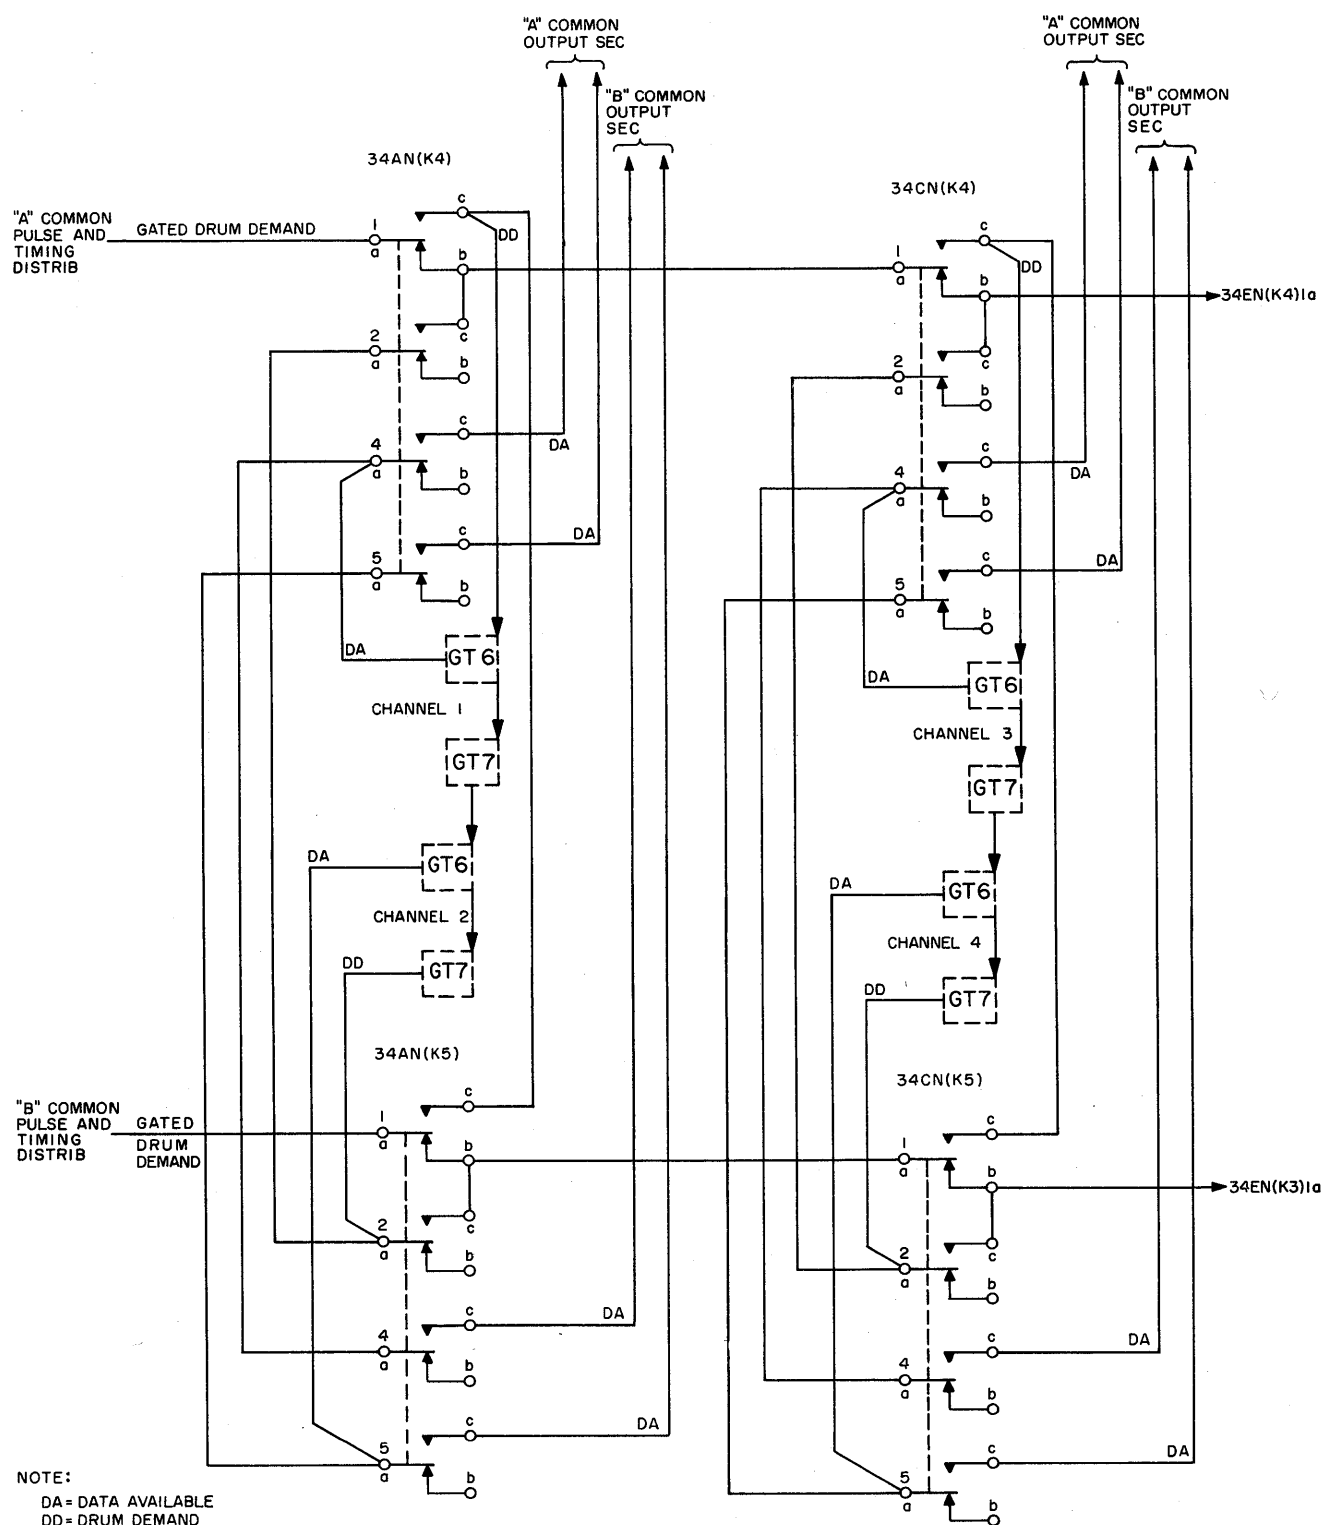 "A" COMMON
OUTPUT SEC
"A" COMMON
OUTPUT SEC
"B" COMMON
OUTPUT
SEC
"B" COMMON
OUTPUT
SEC
34AN(K4)
34CN(K4)
"A" COMMON
PULSE AND
TIMING
DISTRIB
GATED DRUM DEMAND
1
a
c
DD
b
c
2
a
b
c
DA
4
a
b
c
DA
5
a
b
DA
GT6
CHANNEL 1
GT7
DA
GT6
CHANNEL 2
DD
GT7
1
a
c
DD
b
34EN(K4)1a
c
2
a
b
c
DA
4
a
b
c
DA
5
a
b
DA
GT6
CHANNEL 3
GT7
DA
GT6
CHANNEL 4
DD
GT7
34AN(K5)
34CN(K5)
"B" COMMON
PULSE AND
TIMING
DISTRIB
GATED
DRUM
DEMAND
1
a
c
b
c
2
a
b
c
DA
4
a
b
c
DA
5
a
b
1
a
c
b
34EN(K3)1a
c
2
a
b
c
DA
4
a
b
c
DA
5
a
b
NOTE:
DA = DATA AVAILABLE
DD = DRUM DEMAND